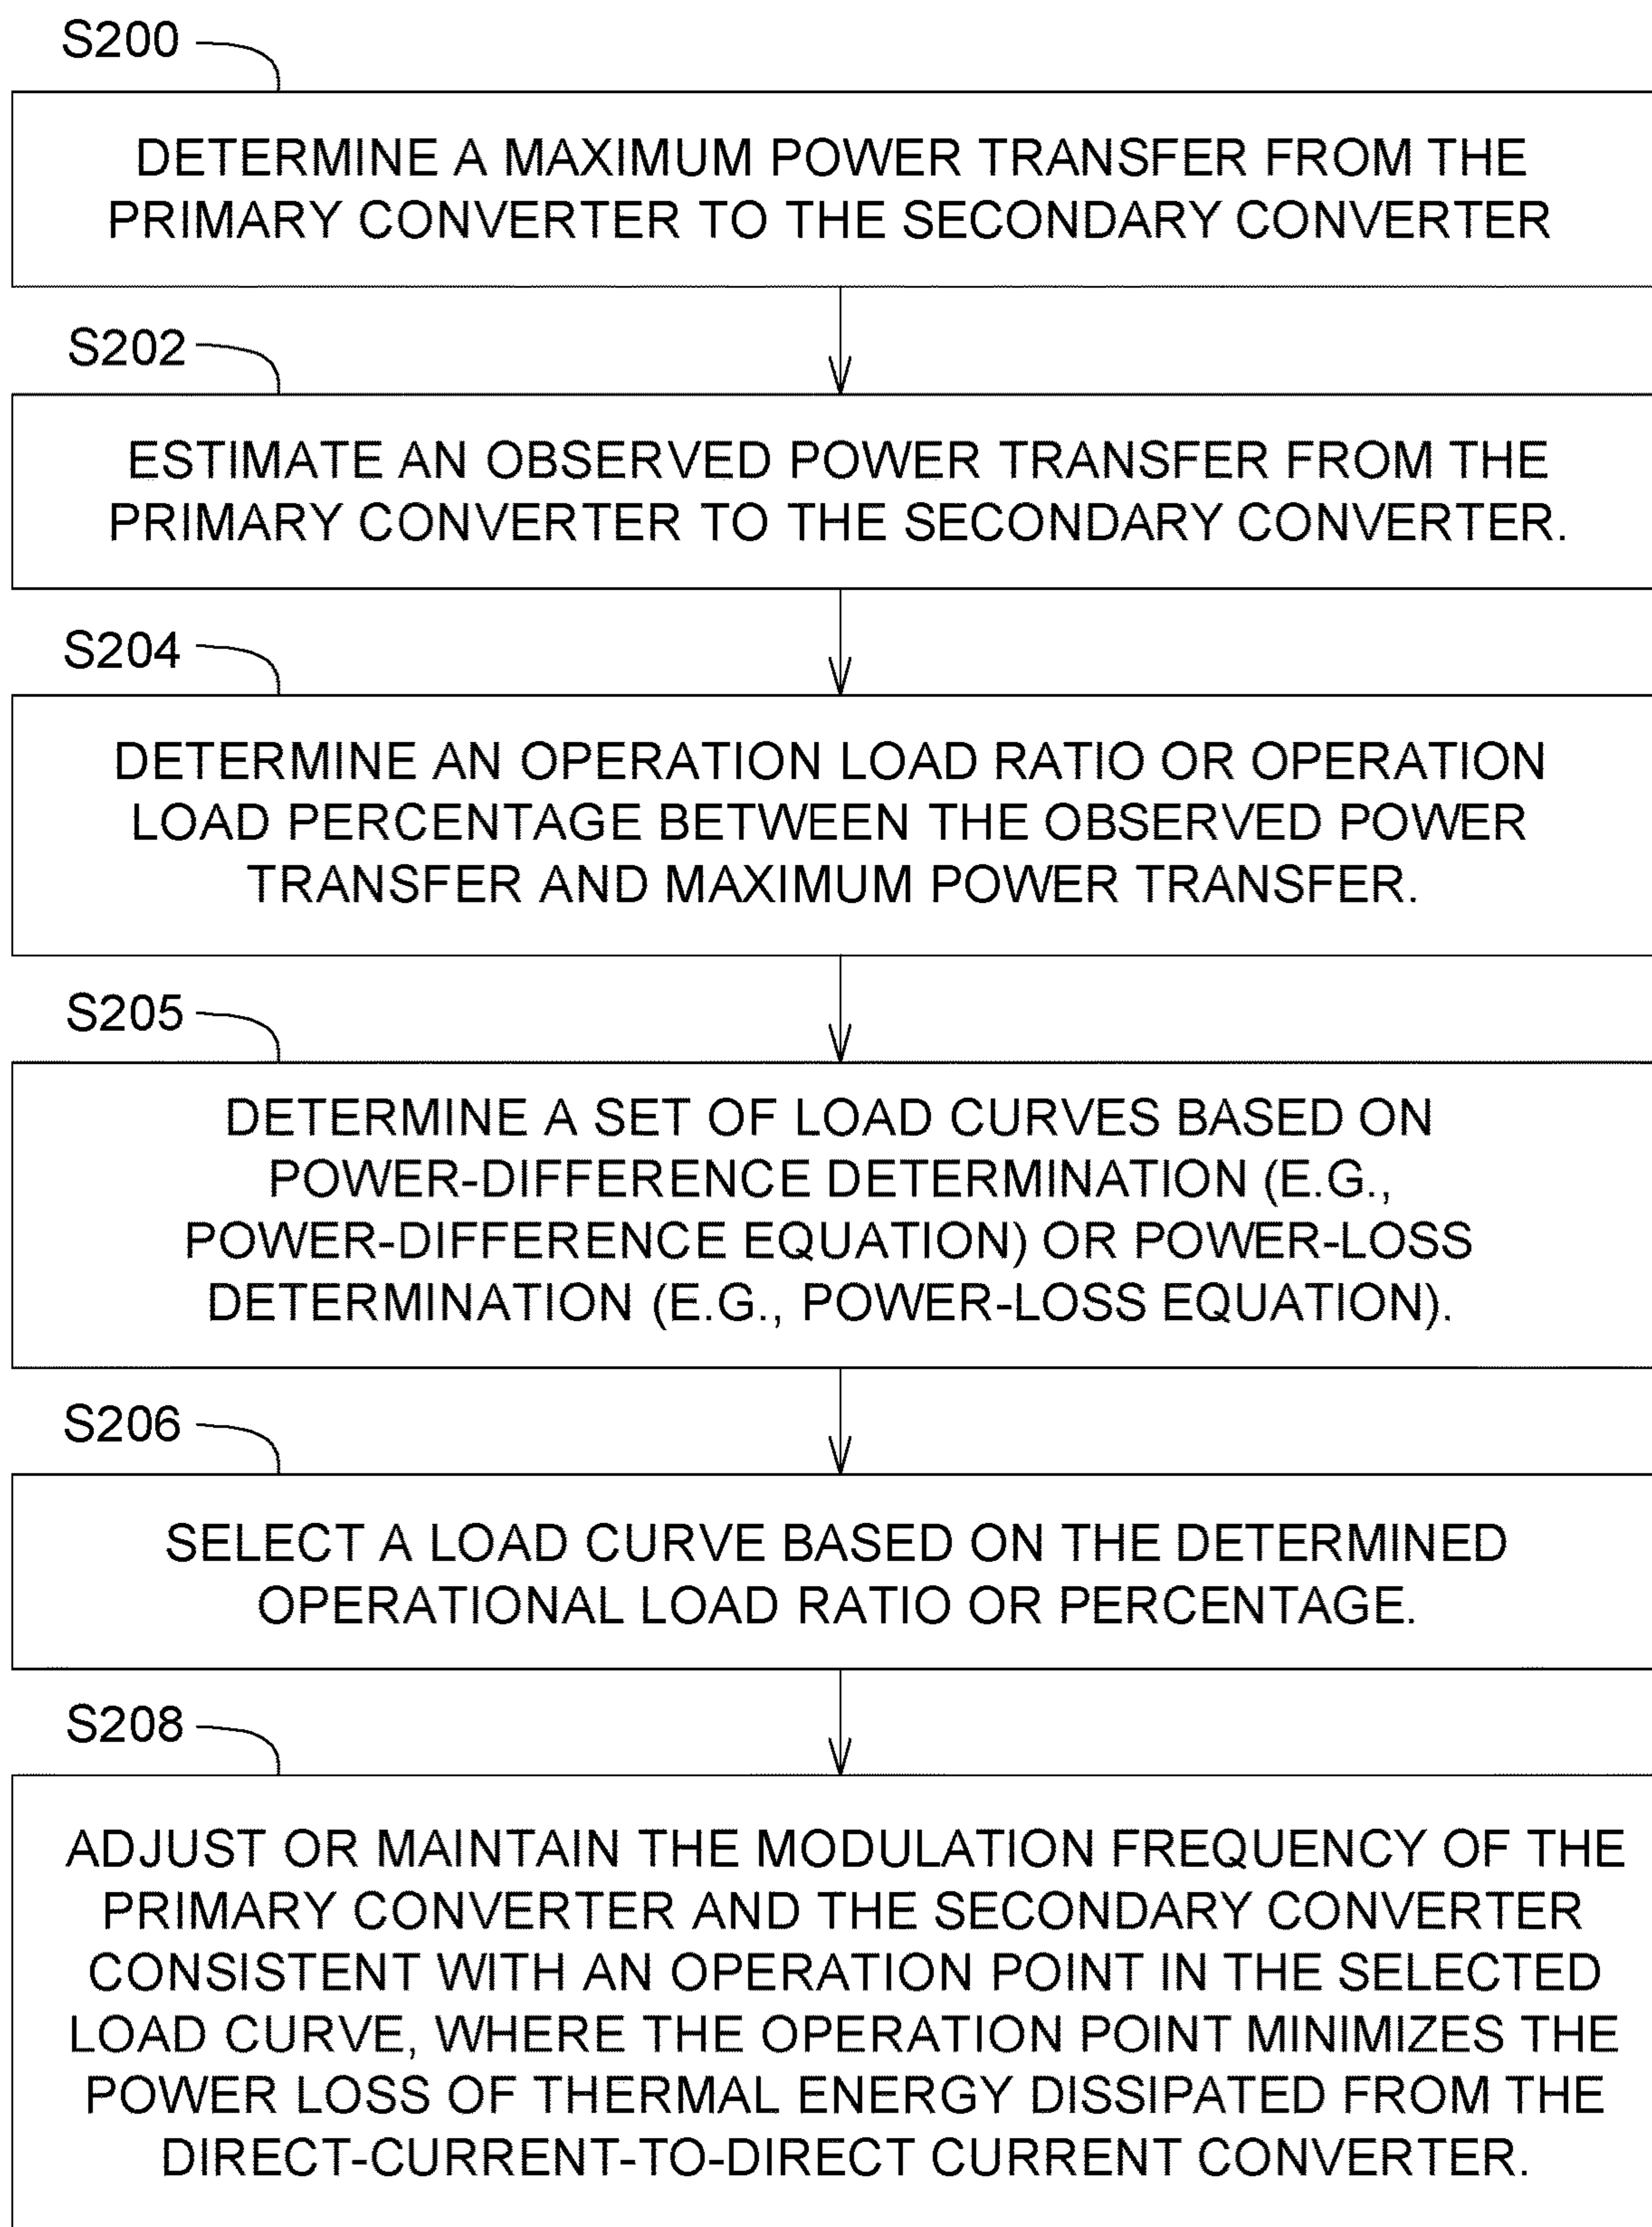 S200
DETERMINE A MAXIMUM POWER TRANSFER FROM THE
PRIMARY CONVERTER TO THE SECONDARY CONVERTER
S202
ESTIMATE AN OBSERVED POWER TRANSFER FROM THE
PRIMARY CONVERTER TO THE SECONDARY CONVERTER.
S204
DETERMINE AN OPERATION LOAD RATIO OR OPERATION
LOAD PERCENTAGE BETWEEN THE OBSERVED POWER
TRANSFER AND MAXIMUM POWER TRANSFER.
S205
DETERMINE A SET OF LOAD CURVES BASED ON
POWER-DIFFERENCE DETERMINATION (E.G.,
POWER-DIFFERENCE EQUATION) OR POWER-LOSS
DETERMINATION (E.G., POWER-LOSS EQUATION).
S206
SELECT A LOAD CURVE BASED ON THE DETERMINED
OPERATIONAL LOAD RATIO OR PERCENTAGE.
S208
ADJUST OR MAINTAIN THE MODULATION FREQUENCY OF THE
PRIMARY CONVERTER AND THE SECONDARY CONVERTER
CONSISTENT WITH AN OPERATION POINT IN THE SELECTED
LOAD CURVE, WHERE THE OPERATION POINT MINIMIZES THE
POWER LOSS OF THERMAL ENERGY DISSIPATED FROM THE
DIRECT-CURRENT-TO-DIRECT CURRENT CONVERTER.